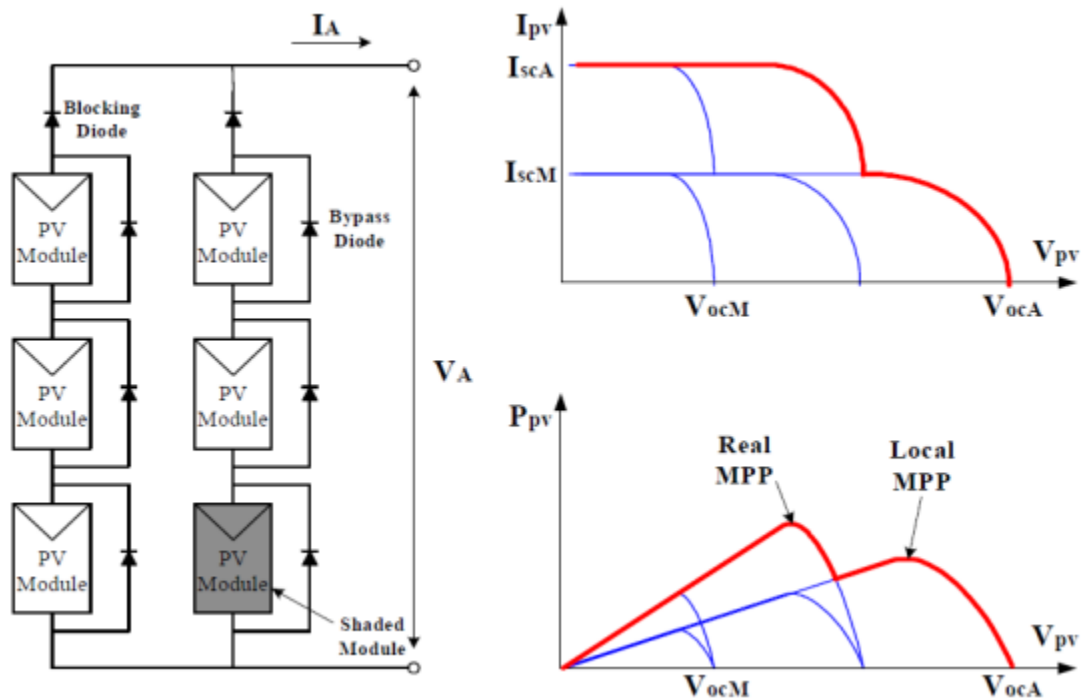 IA
Blocking
Diode
PV
Module
PV
Module
Bypass
Diode
PV
Module
PV
Module
VA
PV
Module
PV
Module
Shaded
Module
Ipv
IscA
IscM
Vpv
VocM
VocA
Ppv
Real
MPP
Local
MPP
Vpv
VocM
VocA